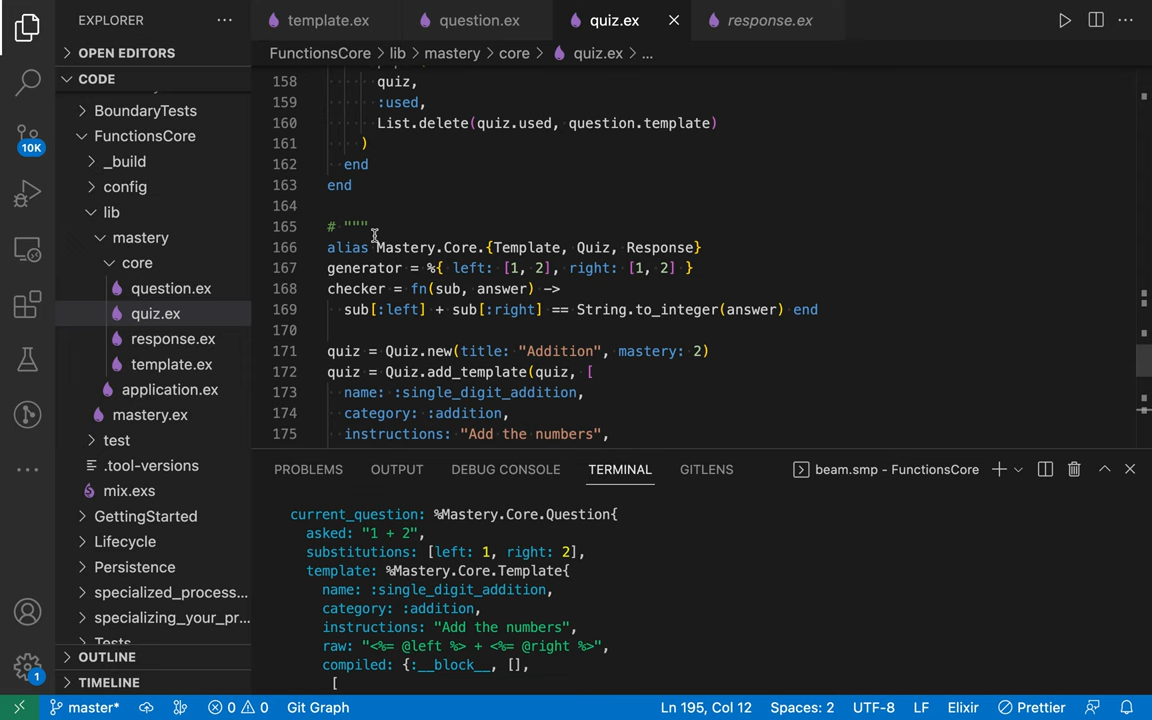 EXPLORER
template.ex
question.ex
quiz.ex
response.ex
OPEN EDITORS
FunctionsCore > lib > mastery > core > quiz.ex > ...
CODE
BoundaryTests
FunctionsCore
_build
config
lib
mastery
core
question.ex
quiz.ex
response.ex
template.ex
application.ex
mastery.ex
test
.tool-versions
mix.exs
GettingStarted
Lifecycle
Persistence
specialized_process...
specializing_your_pr...
Tests
OUTLINE
TIMELINE
10K
1
158 quiz,
159 :used,
160 List.delete(quiz.used, question.template)
161 )
162 end
163 end
164
165 # """
166 alias Mastery.Core.{Template, Quiz, Response}
167 generator = %{ left: [1, 2], right: [1, 2] }
168 checker = fn(sub, answer) ->
169 sub[:left] + sub[:right] == String.to_integer(answer) end
170
171 quiz = Quiz.new(title: "Addition", mastery: 2)
172 quiz = Quiz.add_template(quiz, [
173 name: :single_digit_addition,
174 category: :addition,
175 instructions: "Add the numbers",
PROBLEMS OUTPUT DEBUG CONSOLE TERMINAL GITLENS beam.smp - FunctionsCore
current_question: %Mastery.Core.Question{
asked: "1 + 2",
substitutions: [left: 1, right: 2],
template: %Mastery.Core.Template{
name: :single_digit_addition,
category: :addition,
instructions: "Add the numbers",
raw: "<%= @left %> + <%= @right %>",
compiled: {:__block__, [],
[
master* 0 0 Git Graph Ln 195, Col 12 Spaces: 2 UTF-8 LF Elixir Prettier